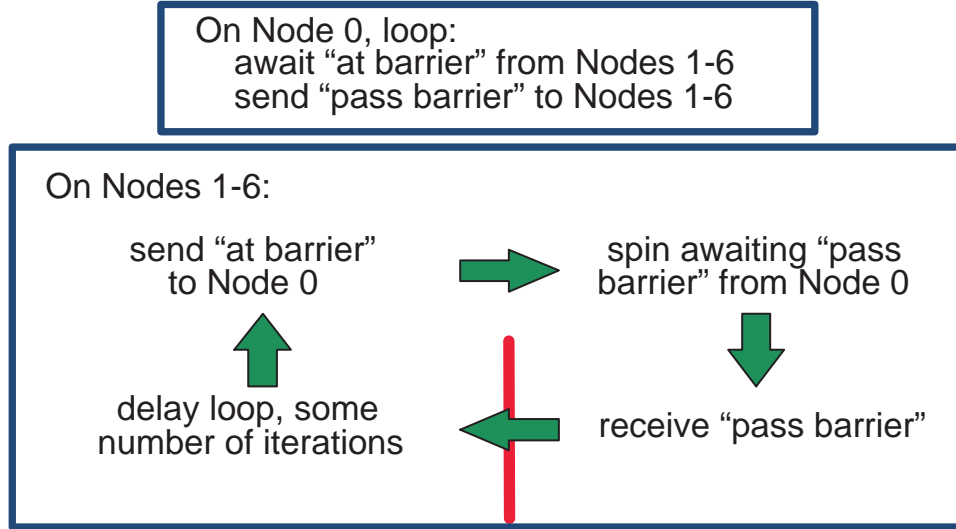 On Node 0, loop:
await “at barrier” from Nodes 1-6
send “pass barrier” to Nodes 1-6
On Nodes 1-6:
send “at barrier”
to Node 0
spin awaiting “pass
barrier” from Node 0
delay loop, some
number of iterations
receive “pass barrier”